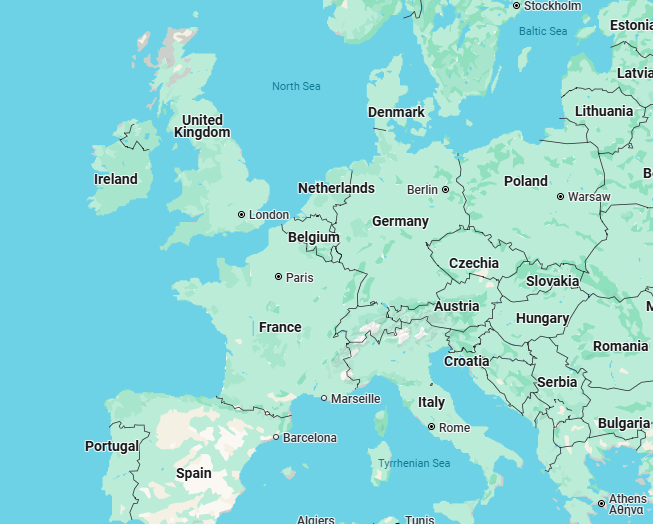 Stockholm
Estonia
Baltic Sea
Latvia
North Sea
Denmark
Lithuania
United
Kingdom
Ireland
Netherlands
Berlin
Poland
Warsaw
B
London
Germany
Belgium
Czechia
Paris
Slovakia
Austria
M
France
Hungary
Romania
Croatia
Serbia
Marseille
Italy
Bulgaria
Rome
Barcelona
Portugal
Tyrrhenian Sea
Spain
Athens
Αθήνα
Algiers
Tunis